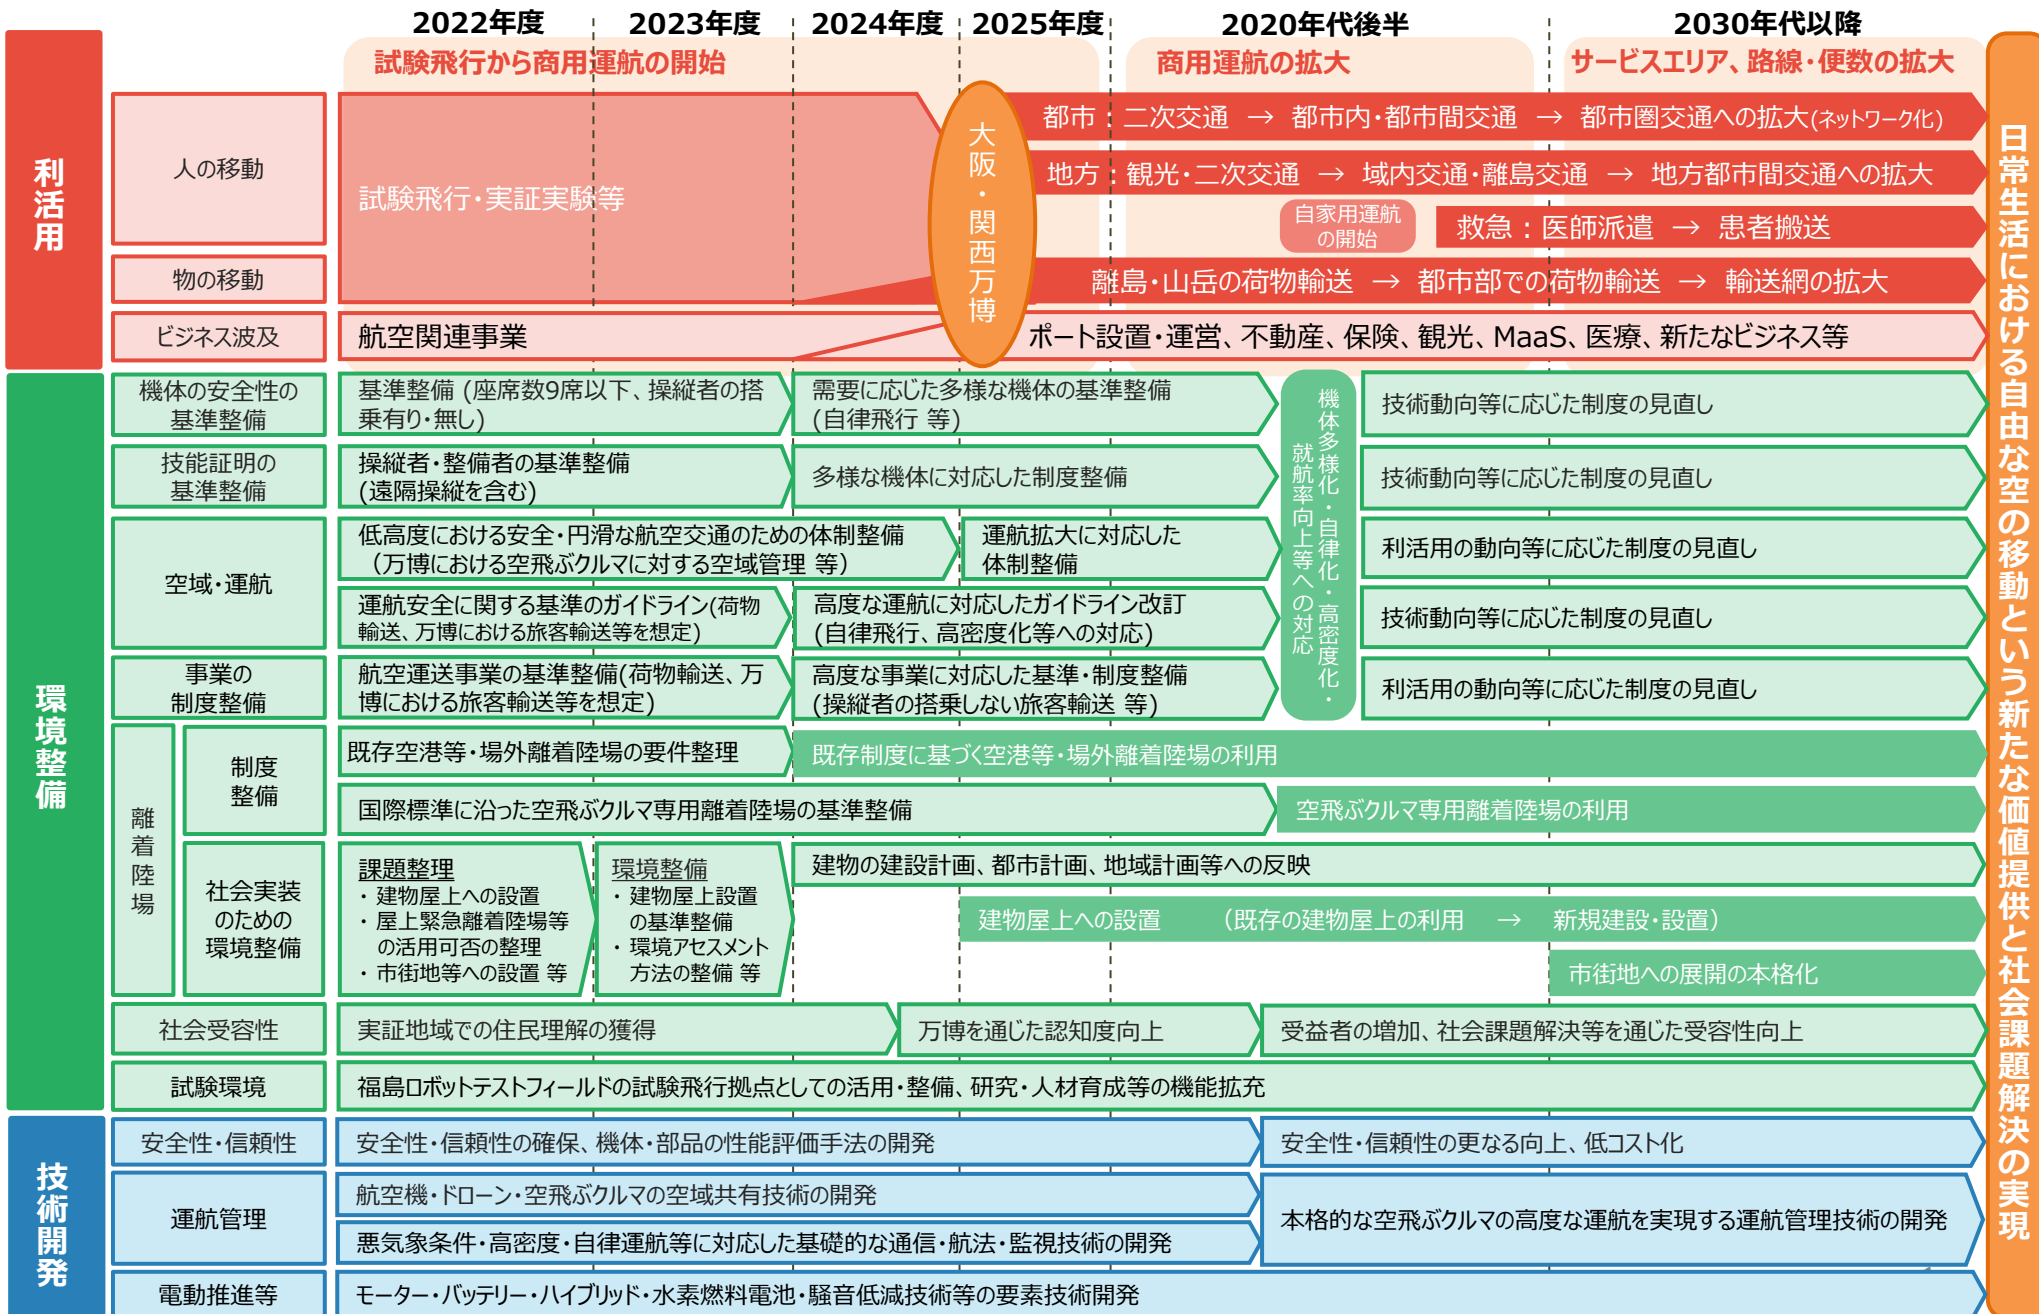 2022年度
2023年度
2024年度
2025年度
2020年代後半
2030年代以降
試験飛行から商用運航の開始
商用運航の拡大
サービスエリア、路線・便数の拡大
利活用
人の移動
試験飛行・実証実験等
大阪・関西万博
都市：二次交通 → 都市内・都市間交通 → 都市圏交通への拡大(ネットワーク化)
地方：観光・二次交通 → 域内交通・離島交通 → 地方都市間交通への拡大
自家用運航
の開始
救急：医師派遣 → 患者搬送
物の移動
離島・山岳の荷物輸送 → 都市部での荷物輸送 → 輸送網の拡大
ビジネス波及
航空関連事業
ポート設置・運営、不動産、保険、観光、MaaS、医療、新たなビジネス等
環境整備
機体の安全性の
基準整備
基準整備 (座席数9席以下、操縦者の搭
乗有り・無し)
需要に応じた多様な機体の基準整備
(自律飛行 等)
機体多様化・自律化・高密度化・
就航率向上等への対応
技術動向等に応じた制度の見直し
技能証明の
基準整備
操縦者・整備者の基準整備
(遠隔操縦を含む)
多様な機体に対応した制度整備
技術動向等に応じた制度の見直し
空域・運航
低高度における安全・円滑な航空交通のための体制整備
（万博における空飛ぶクルマに対する空域管理 等）
運航拡大に対応した
体制整備
利活用の動向等に応じた制度の見直し
運航安全に関する基準のガイドライン(荷物
輸送、万博における旅客輸送等を想定)
高度な運航に対応したガイドライン改訂
(自律飛行、高密度化等への対応)
技術動向等に応じた制度の見直し
事業の
制度整備
航空運送事業の基準整備(荷物輸送、万
博における旅客輸送等を想定)
高度な事業に対応した基準・制度整備
(操縦者の搭乗しない旅客輸送 等)
利活用の動向等に応じた制度の見直し
離着陸場
制度
整備
既存空港等・場外離着陸場の要件整理
既存制度に基づく空港等・場外離着陸場の利用
国際標準に沿った空飛ぶクルマ専用離着陸場の基準整備
空飛ぶクルマ専用離着陸場の利用
社会実装
のための
環境整備
課題整理
・ 建物屋上への設置
・ 屋上緊急離着陸場等
の活用可否の整理
・ 市街地等への設置 等
環境整備
・ 建物屋上設置
の基準整備
・ 環境アセスメント
方法の整備 等
建物の建設計画、都市計画、地域計画等への反映
建物屋上への設置 （既存の建物屋上の利用 → 新規建設・設置）
市街地への展開の本格化
社会受容性
実証地域での住民理解の獲得
万博を通じた認知度向上
受益者の増加、社会課題解決等を通じた受容性向上
試験環境
福島ロボットテストフィールドの試験飛行拠点としての活用・整備、研究・人材育成等の機能拡充
技術開発
安全性・信頼性
安全性・信頼性の確保、機体・部品の性能評価手法の開発
安全性・信頼性の更なる向上、低コスト化
運航管理
航空機・ドローン・空飛ぶクルマの空域共有技術の開発
悪気象条件・高密度・自律運航等に対応した基礎的な通信・航法・監視技術の開発
本格的な空飛ぶクルマの高度な運航を実現する運航管理技術の開発
電動推進等
モーター・バッテリー・ハイブリッド・水素燃料電池・騒音低減技術等の要素技術開発
日常生活における自由な空の移動という新たな価値提供と社会課題解決の実現